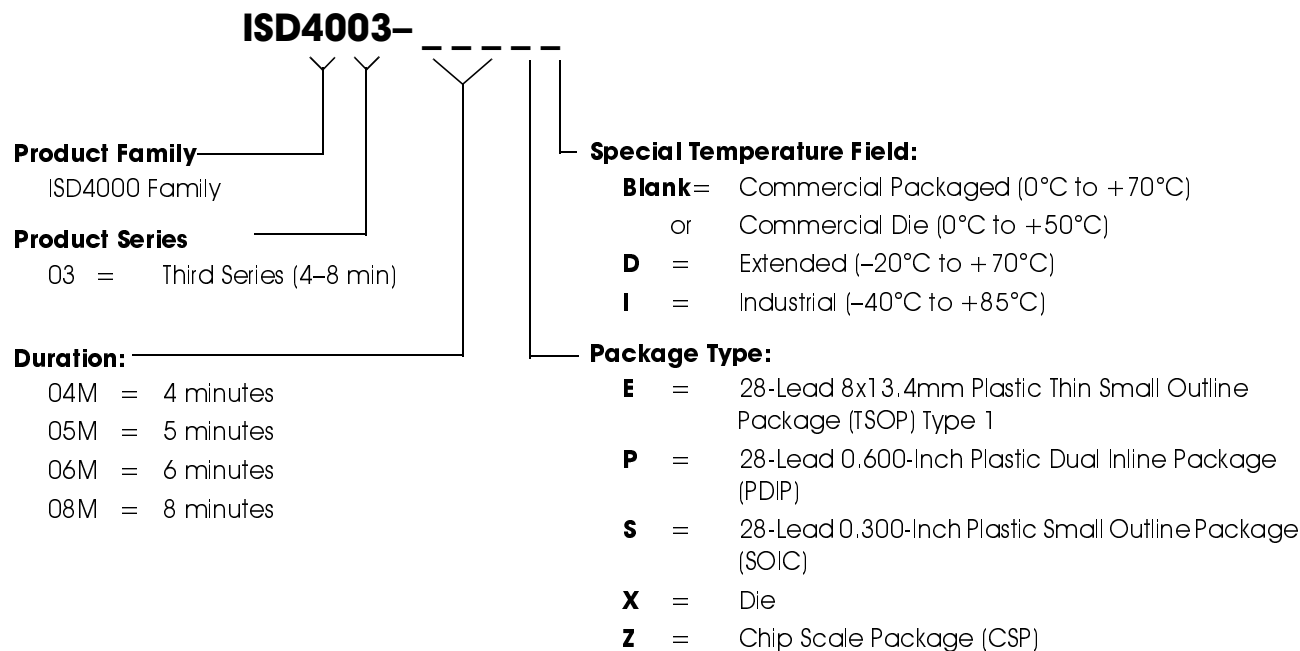 ISD4003– _ _ _ _ _
Product Family
ISD4000 Family
Product Series
03 = Third Series (4–8 min)
Duration:
04M = 4 minutes
05M = 5 minutes
06M = 6 minutes
08M = 8 minutes
Special Temperature Field:
Blank= Commercial Packaged (0°C to +70°C)
or Commercial Die (0°C to +50°C)
D = Extended (–20°C to +70°C)
I = Industrial (–40°C to +85°C)
Package Type:
E = 28-Lead 8x13.4mm Plastic Thin Small Outline
Package (TSOP) Type 1
P = 28-Lead 0.600-Inch Plastic Dual Inline Package
(PDIP)
S = 28-Lead 0.300-Inch Plastic Small Outline Package
(SOIC)
X = Die
Z = Chip Scale Package (CSP)